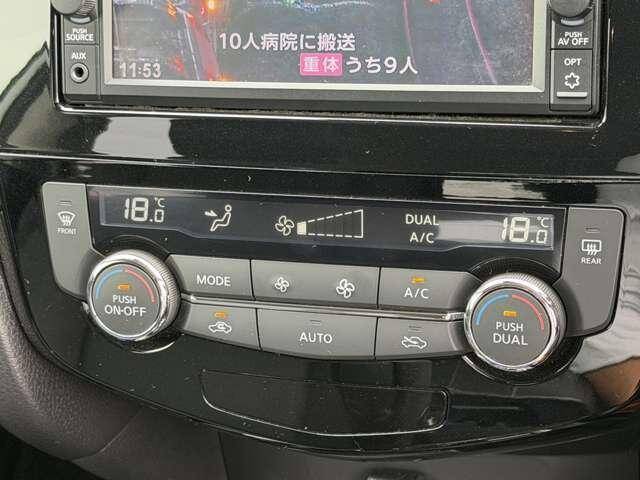 PUSH
SOURCE
AUX
10人病院に搬送
重体 うち9人
11:53
PUSH
AV OFF
OPT
FRONT
18.0 ℃
DUAL
A/C
18.0 ℃
REAR
PUSH
ON·OFF
MODE
A/C
AUTO
PUSH
DUAL